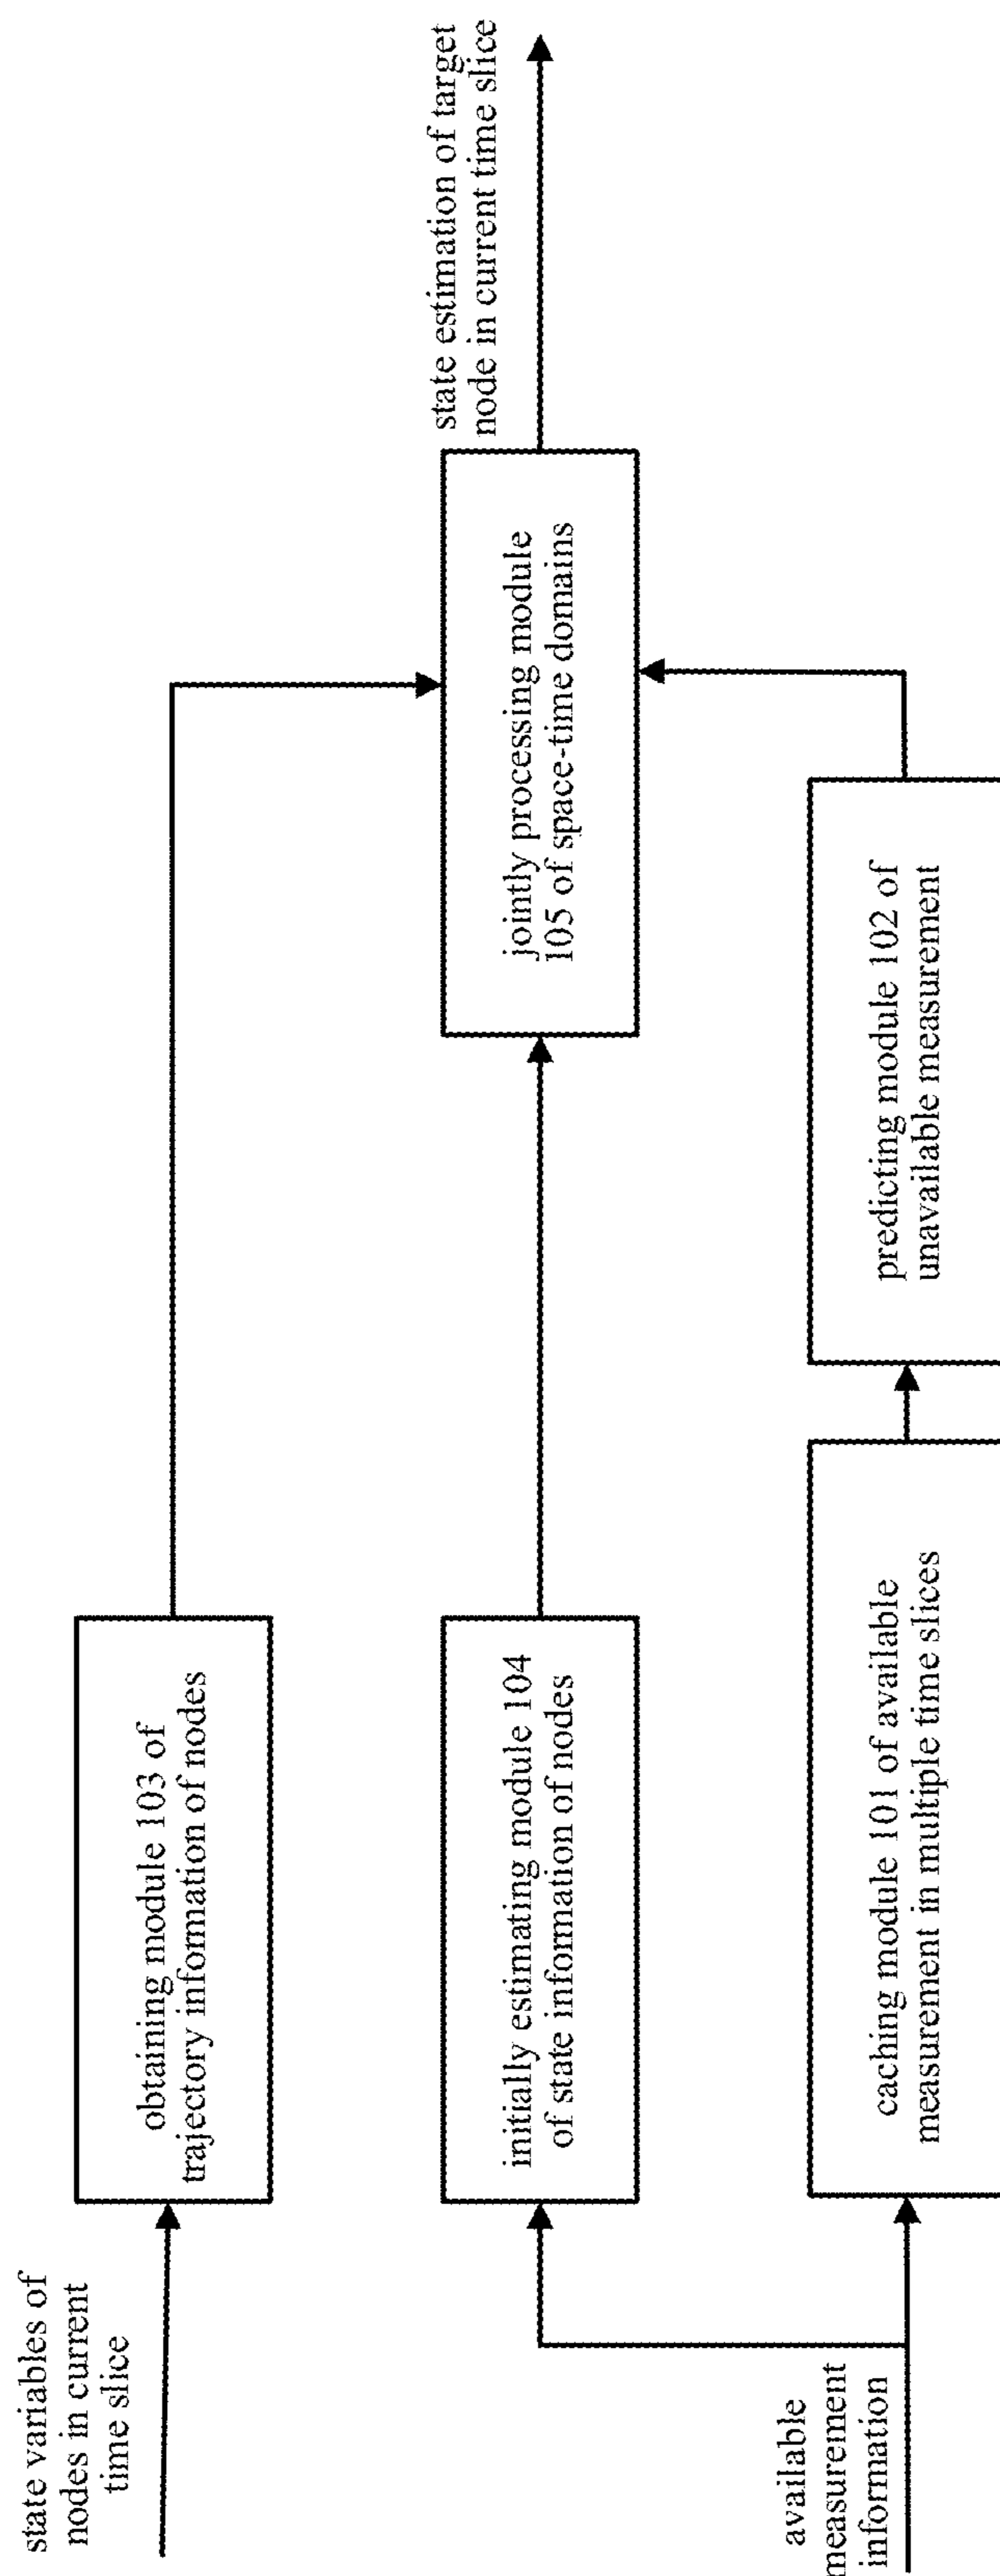 state variables of
nodes in current
time slice
obtaining module 103 of
trajectory information of nodes
initially estimating module 104
of state information of nodes
jointly processing module
105 of space-time domains
state estimation of target
node in current time slice
available
measurement
information
caching module 101 of available
measurement in multiple time slices
predicting module 102 of
unavailable measurement